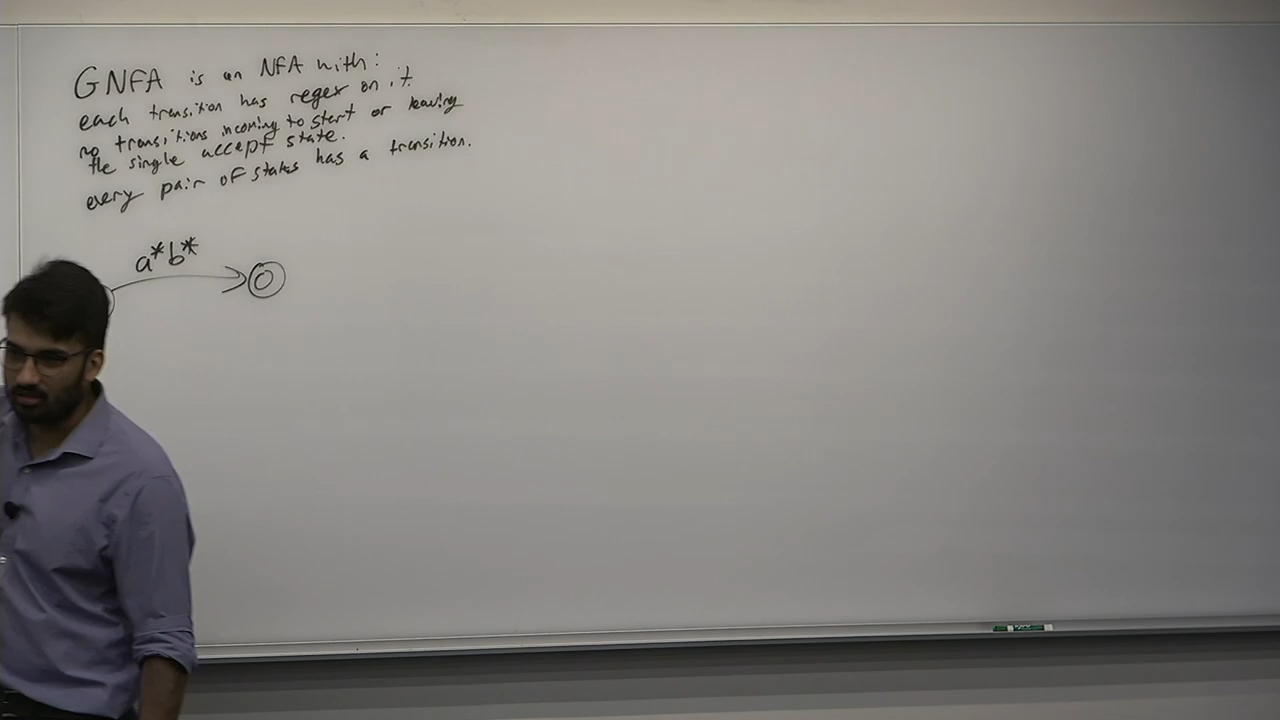 GNFA is an NFA with:
each transition has regex on it.
no transitions incoming to start or leaving
the single accept state.
every pair of states has a transition.
a*b*